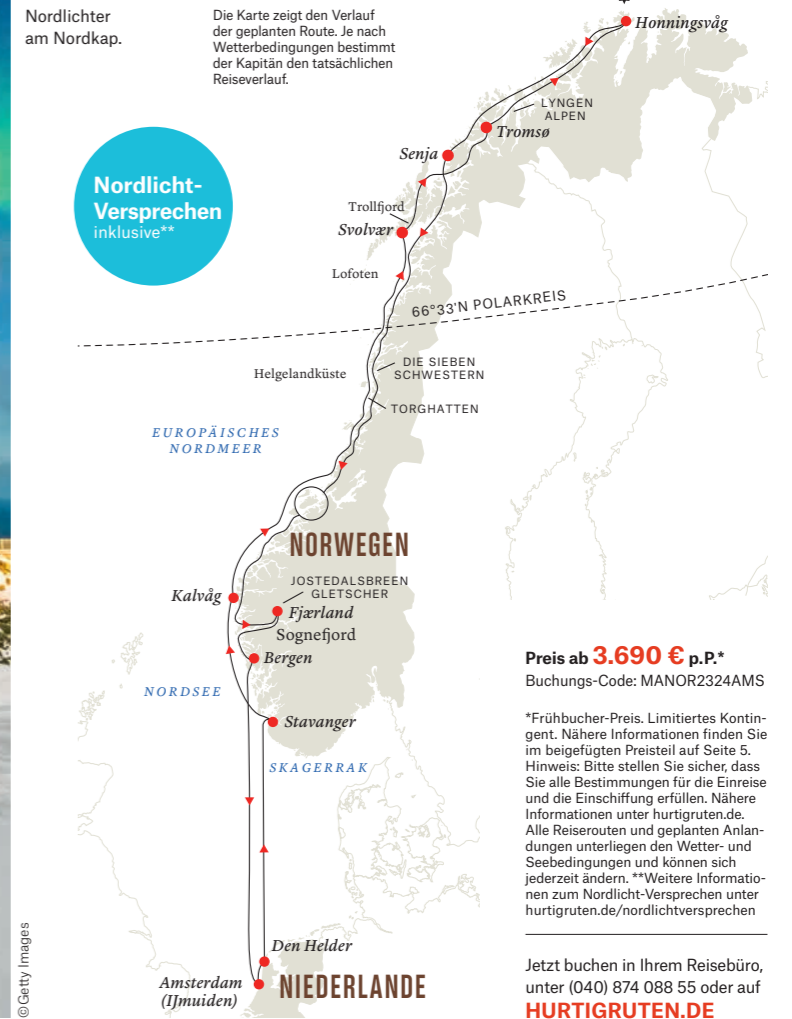 Nordlichter
am Nordkap.
Die Karte zeigt den Verlauf
der geplanten Route. Je nach
Wetterbedingungen bestimmt
der Kapitän den tatsächlichen
Reiseverlauf.
Honningsvåg
LYNGEN
ALPEN
Tromsø
Senja
Nordlicht-
Versprechen
inklusive**
Trollfjord
Svolvær
Lofoten
66°33'N POLARKREIS
Helgelandküste
DIE SIEBEN
SCHWESTERN
TORGHATTEN
EUROPÄISCHES
NORDMEER
NORWEGEN
JOSTEDALSBREEN
GLETSCHER
Kalvåg
Fjærland
Sognefjord
Bergen
NORDSEE
Stavanger
SKAGERRAK
Den Helder
Amsterdam
(IJmuiden)
NIEDERLANDE
Preis ab 3.690 € p.P.*
Buchungs-Code: MANOR2324AMS
*Frühbucher-Preis. Limitiertes Kontin-
gent. Nähere Informationen finden Sie
im beigefügten Preisteil auf Seite 5.
Hinweis: Bitte stellen Sie sicher, dass
Sie alle Bestimmungen für die Einreise
und die Einschiffung erfüllen. Nähere
Informationen unter hurtigruten.de.
Alle Reiserouten und geplanten Anlan-
dungen unterliegen den Wetter- und
Seebedingungen und können sich
jederzeit ändern. **Weitere Informatio-
nen zum Nordlicht-Versprechen unter
hurtigruten.de/nordlichtversprechen
Jetzt buchen in Ihrem Reisebüro,
unter (040) 874 088 55 oder auf
HURTIGRUTEN.DE
©Getty Images